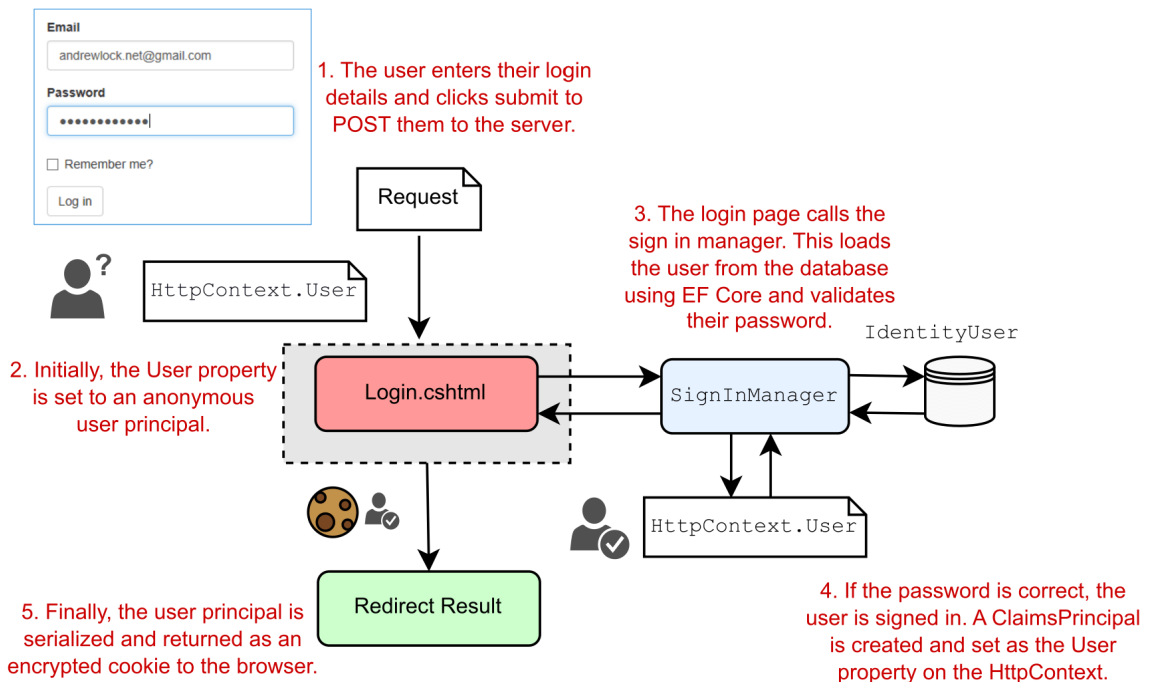 Email
andrewlock.net@gmail.com
Password
Remember me?
Log in
1. The user enters their login
details and clicks submit to
POST them to the server.
Request
?
HttpContext.User
2. Initially, the User property
is set to an anonymous
user principal.
Login.cshtml
3. The login page calls the
sign in manager. This loads
the user from the database
using EF Core and validates
their password.
IdentityUser
SignInManager
HttpContext.User
4. If the password is correct, the
user is signed in. A ClaimsPrincipal
is created and set as the User
property on the HttpContext.
Redirect Result
5. Finally, the user principal is
serialized and returned as an
encrypted cookie to the browser.